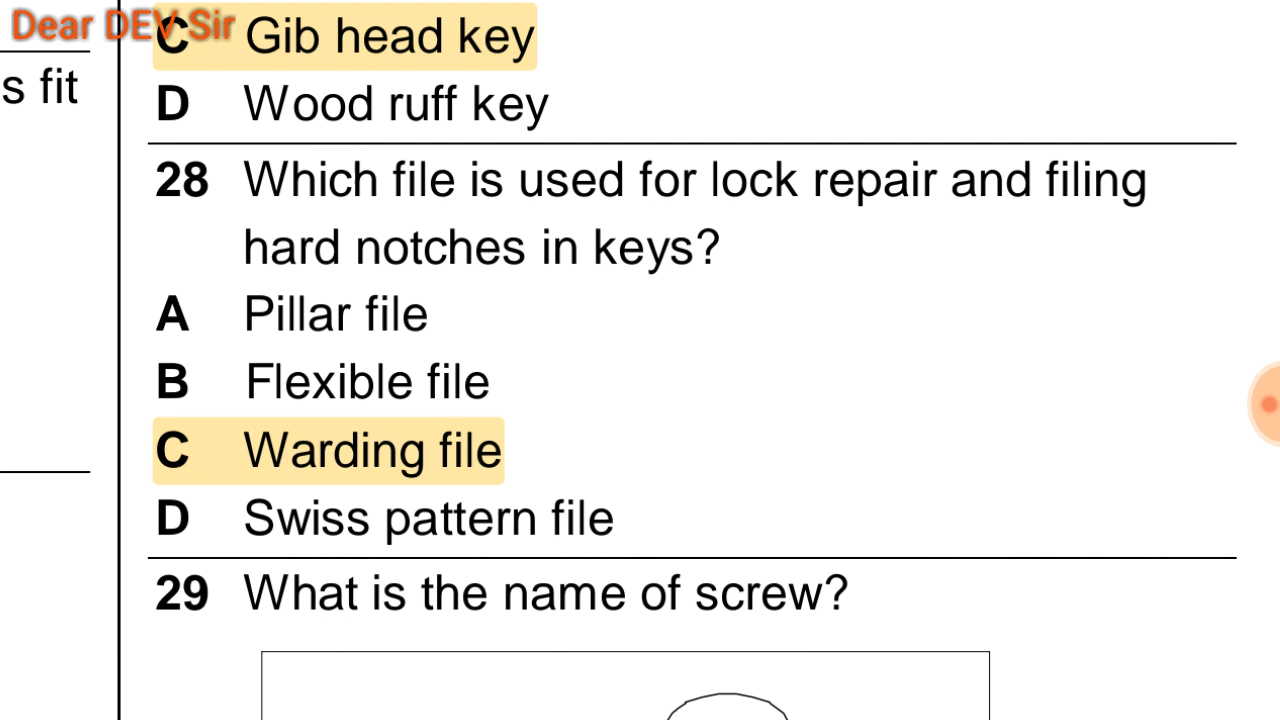 Dear DEV Sir
s fit
C Gib head key
D Wood ruff key
28 Which file is used for lock repair and filing
hard notches in keys?
A Pillar file
B Flexible file
C Warding file
D Swiss pattern file
29 What is the name of screw?